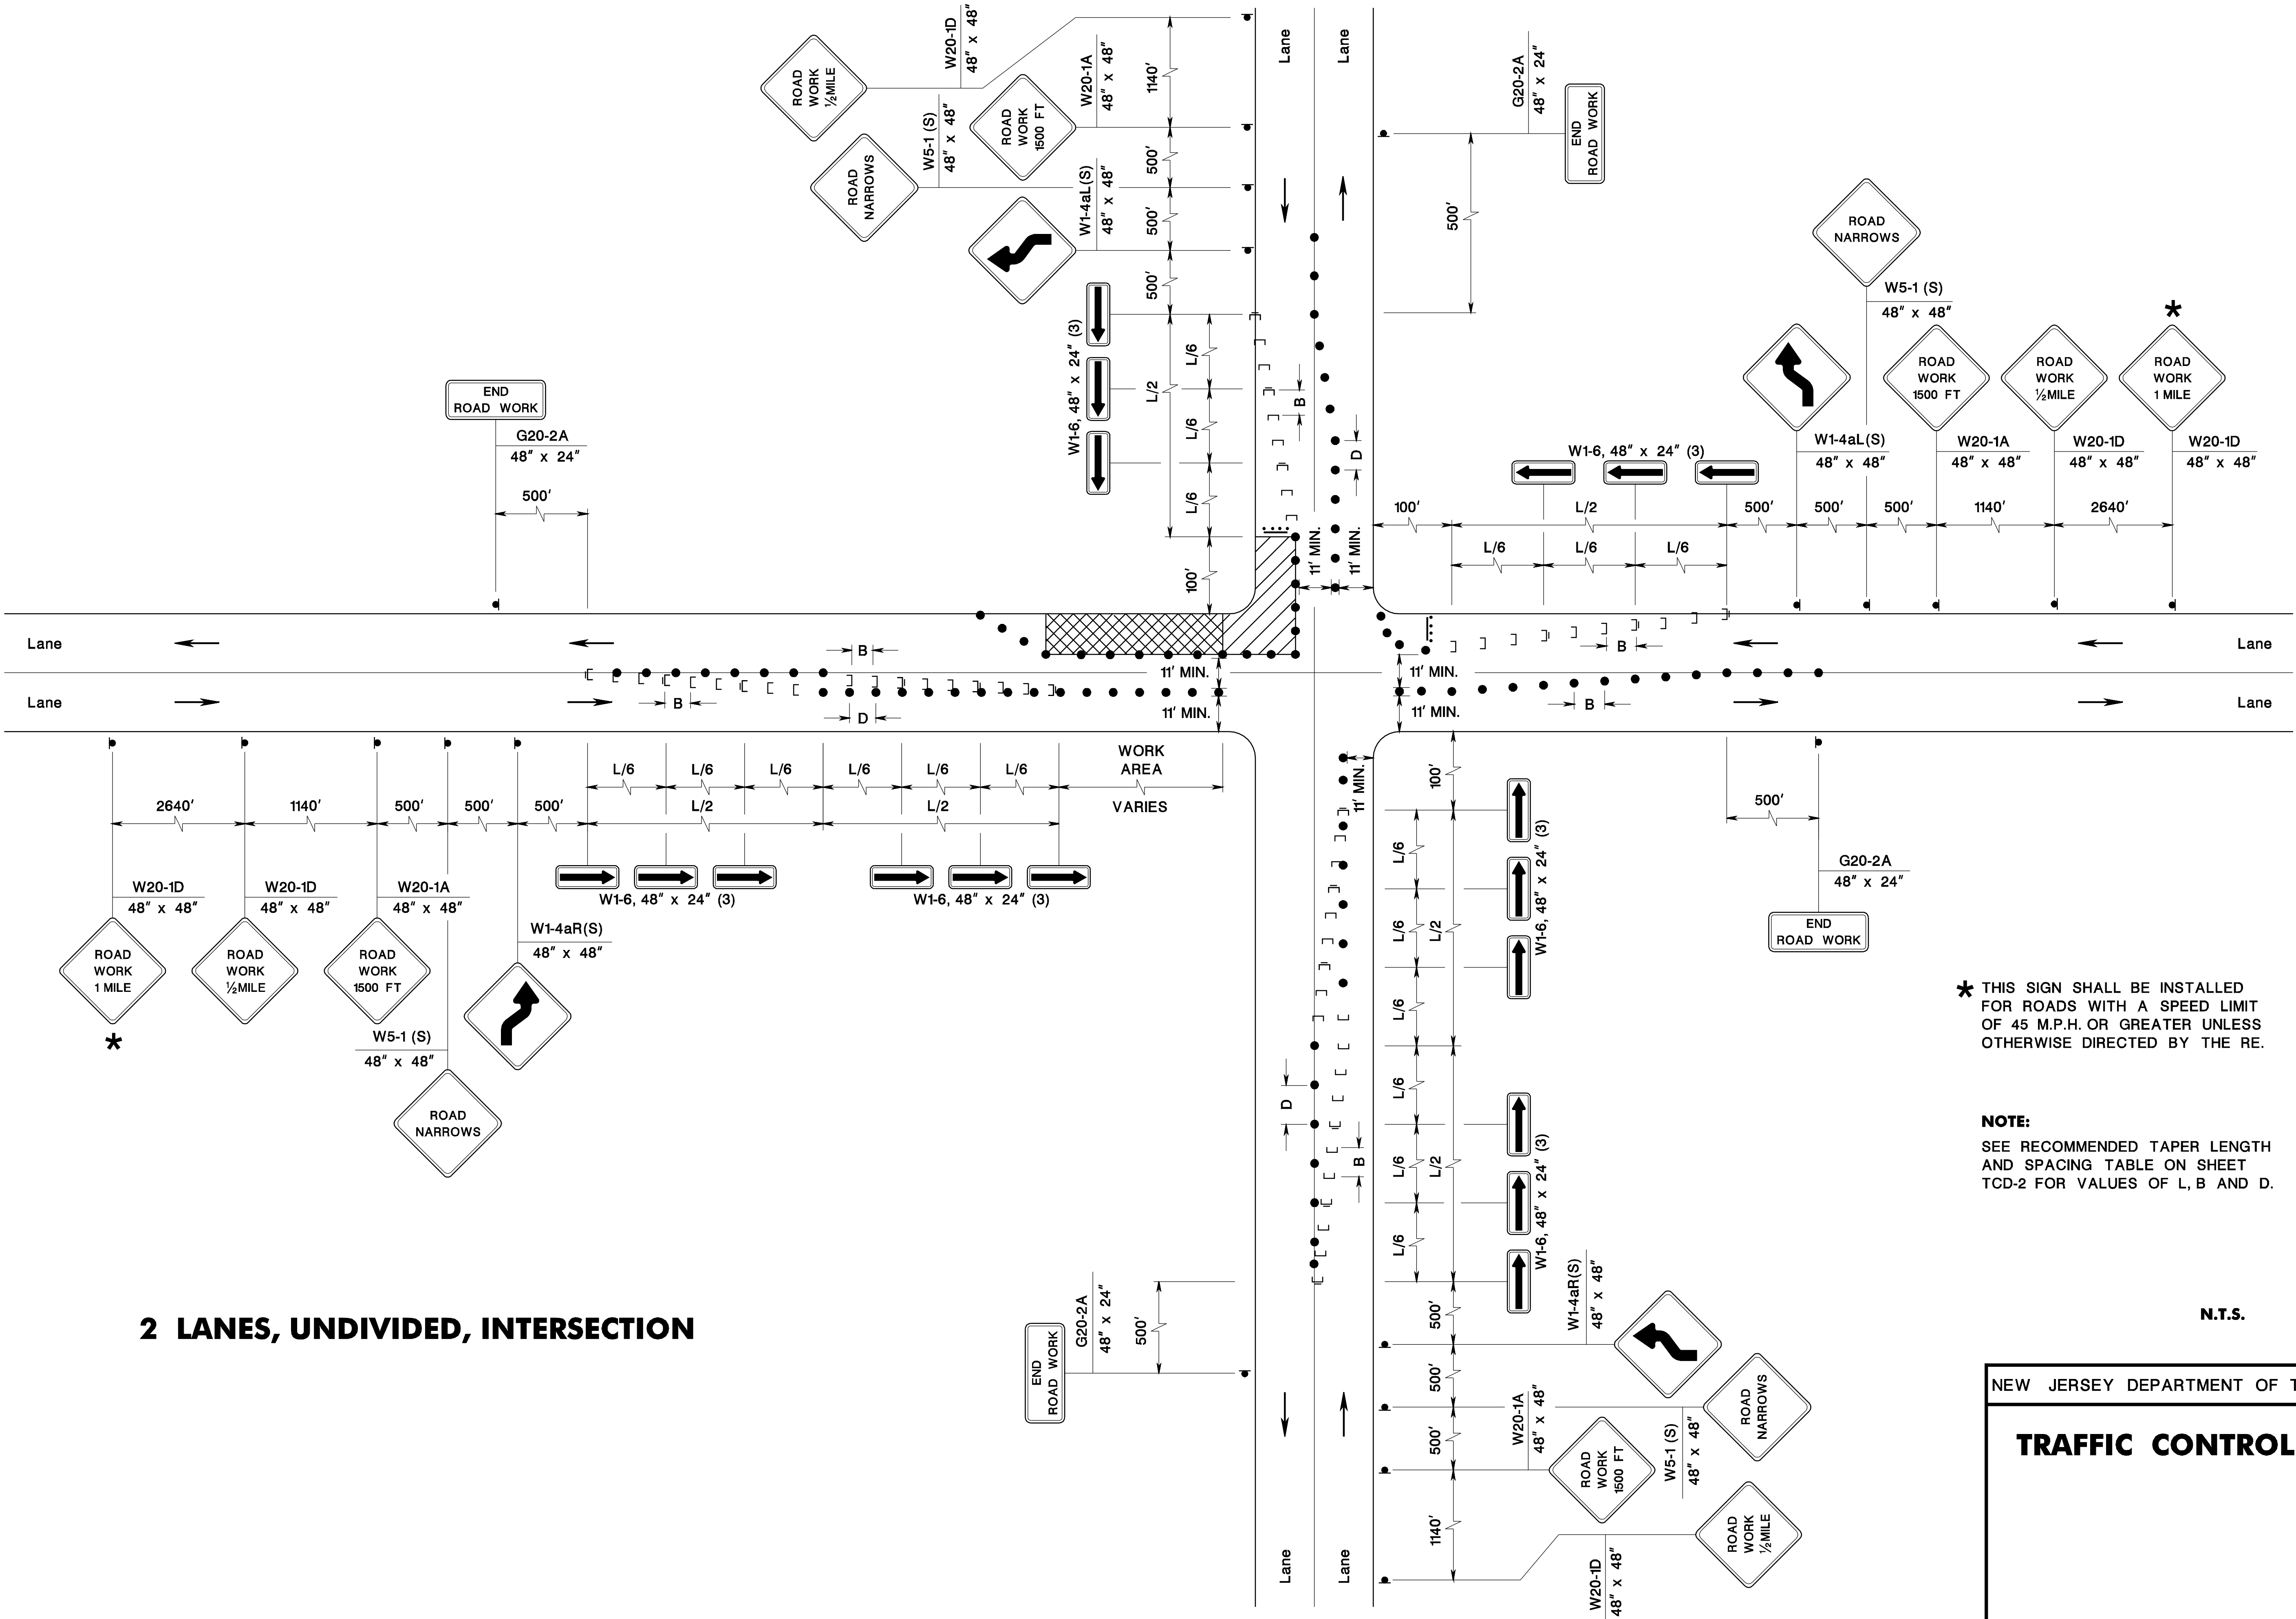 W20-1D
48" x 48"
ROAD
WORK
½MILE
W5-1 (S)
48" x 48"
ROAD
NARROWS
W20-1A
48" x 48"
ROAD
WORK
1500 FT
W1-4aL(S)
48" x 48"
1140'
500'
500'
500'
W1-6, 48" x 24" (3)
L/2
L/6
L/6
L/6
100'
B
D
11' MIN.
11' MIN.
Lane
Lane
G20-2A
48" x 24"
END
ROAD WORK
500'
ROAD
NARROWS
W5-1 (S)
48" x 48"
*
ROAD
WORK
1500 FT
ROAD
WORK
½MILE
ROAD
WORK
1 MILE
W1-4aL(S)
48" x 48"
W20-1A
48" x 48"
W20-1D
48" x 48"
W20-1D
48" x 48"
W1-6, 48" x 24" (3)
100'
L/2
500'
500'
500'
1140'
2640'
L/6
L/6
L/6
B
END
ROAD WORK
G20-2A
48" x 24"
500'
Lane
Lane
Lane
Lane
B
B
D
11' MIN.
11' MIN.
11' MIN.
11' MIN.
B
L/6
L/6
L/6
L/6
L/6
L/6
WORK
AREA
VARIES
2640'
1140'
500'
500'
500'
L/2
L/2
W1-6, 48" x 24" (3)
W1-6, 48" x 24" (3)
W20-1D
48" x 48"
W20-1D
48" x 48"
W20-1A
48" x 48"
W1-4aR(S)
48" x 48"
ROAD
WORK
1 MILE
*
ROAD
WORK
½MILE
ROAD
WORK
1500 FT
W5-1 (S)
48" x 48"
ROAD
NARROWS
11' MIN.
100'
L/6
L/6
L/6
L/2
W1-6, 48" x 24" (3)
L/6
L/6
L/6
L/2
W1-6, 48" x 24" (3)
D
B
500'
G20-2A
48" x 24"
END
ROAD WORK
500'
G20-2A
48" x 24"
END
ROAD WORK
500'
500'
500'
1140'
W1-4aR(S)
48" x 48"
W20-1A
48" x 48"
ROAD
NARROWS
W5-1 (S)
48" x 48"
ROAD
WORK
1500 FT
ROAD
WORK
½MILE
W20-1D
48" x 48"
Lane
Lane
* THIS SIGN SHALL BE INSTALLED
FOR ROADS WITH A SPEED LIMIT
OF 45 M.P.H. OR GREATER UNLESS
OTHERWISE DIRECTED BY THE RE.
NOTE:
SEE RECOMMENDED TAPER LENGTH
AND SPACING TABLE ON SHEET
TCD-2 FOR VALUES OF L, B AND D.
2 LANES, UNDIVIDED, INTERSECTION
N.T.S.
NEW JERSEY DEPARTMENT OF
TRAFFIC CONTROL